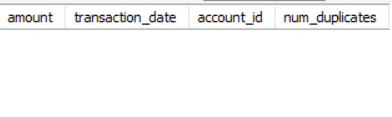 amount transaction_date account_id num_duplicates